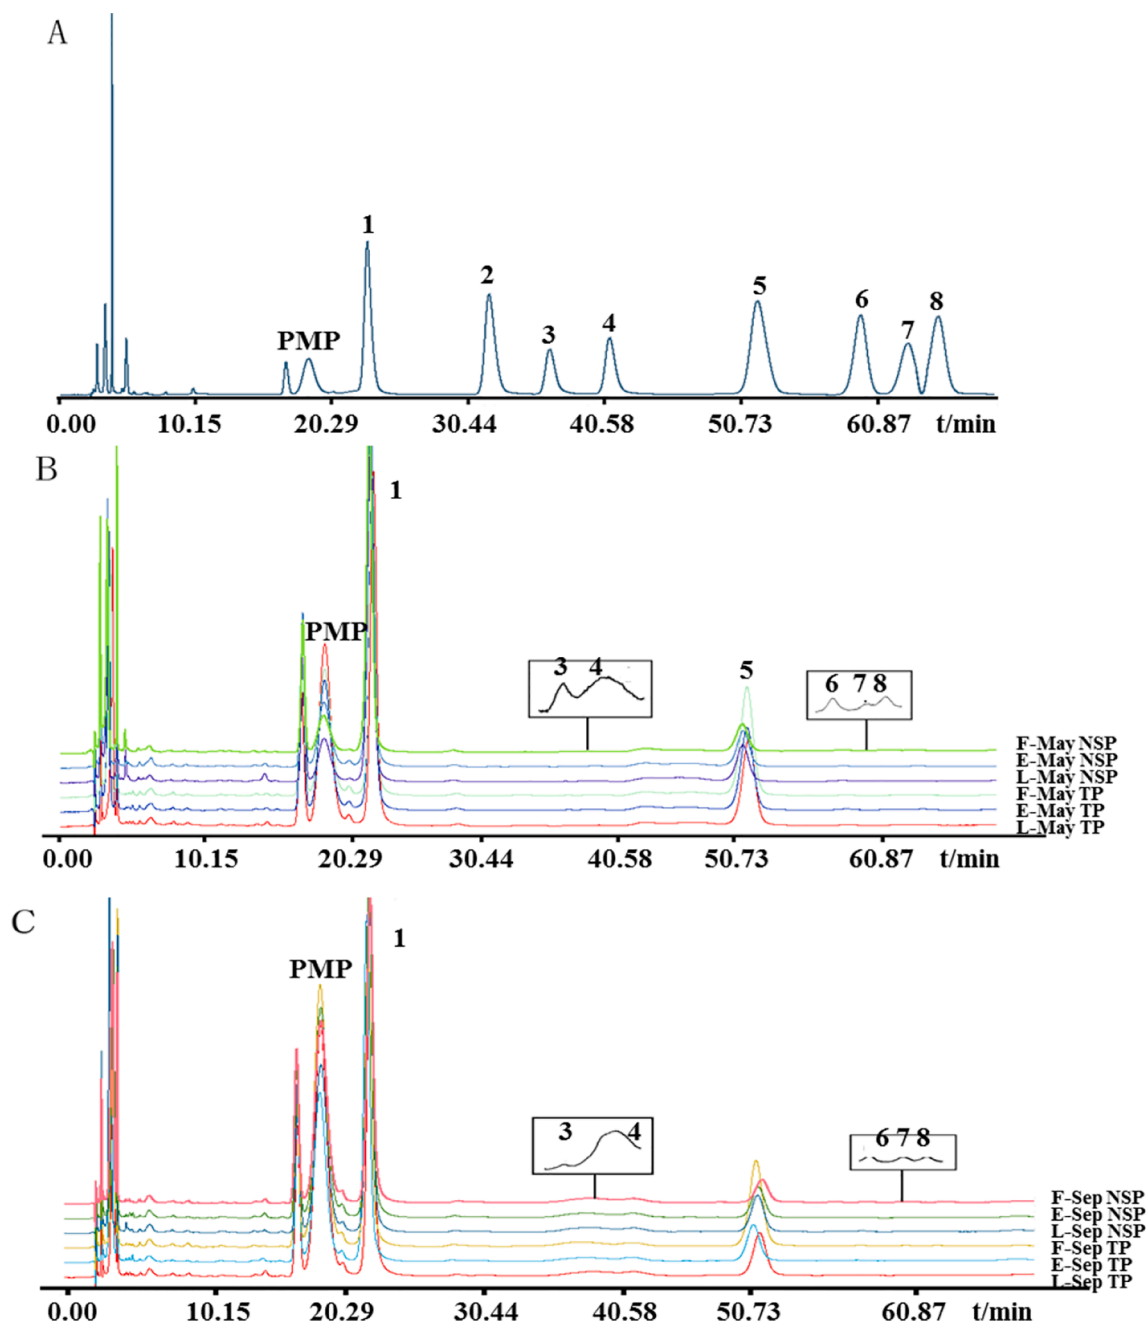 A
1
2
3
4
5
6
7
8
PMP
0.00 10.15 20.29 30.44 40.58 50.73 60.87 t/min
B
1
PMP
3 4
5
6 7 8
F-May NSP
E-May NSP
L-May NSP
F-May TP
E-May TP
L-May TP
0.00 10.15 20.29 30.44 40.58 50.73 60.87 t/min
C
1
PMP
3 4
6 7 8
F-Sep NSP
E-Sep NSP
L-Sep NSP
F-Sep TP
E-Sep TP
L-Sep TP
0.00 10.15 20.29 30.44 40.58 50.73 60.87 t/min